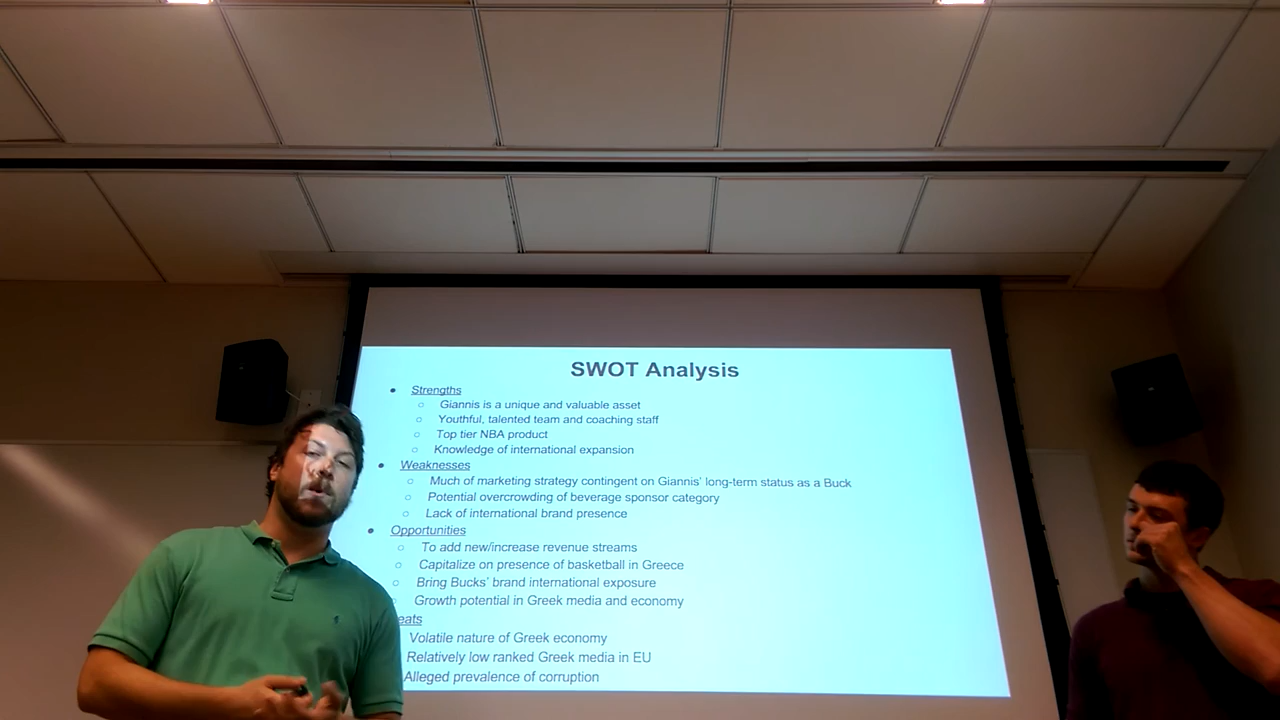 SWOT Analysis
● Strengths
○ Giannis is a unique and valuable asset
○ Youthful, talented team and coaching staff
○ Top tier NBA product
○ Knowledge of international expansion
● Weaknesses
○ Much of marketing strategy contingent on Giannis' long-term status as a Buck
○ Potential overcrowding of beverage sponsor category
○ Lack of international brand presence
● Opportunities
○ To add new/increase revenue streams
○ Capitalize on presence of basketball in Greece
○ Bring Bucks' brand international exposure
○ Growth potential in Greek media and economy
eats
Volatile nature of Greek economy
Relatively low ranked Greek media in EU
Alleged prevalence of corruption